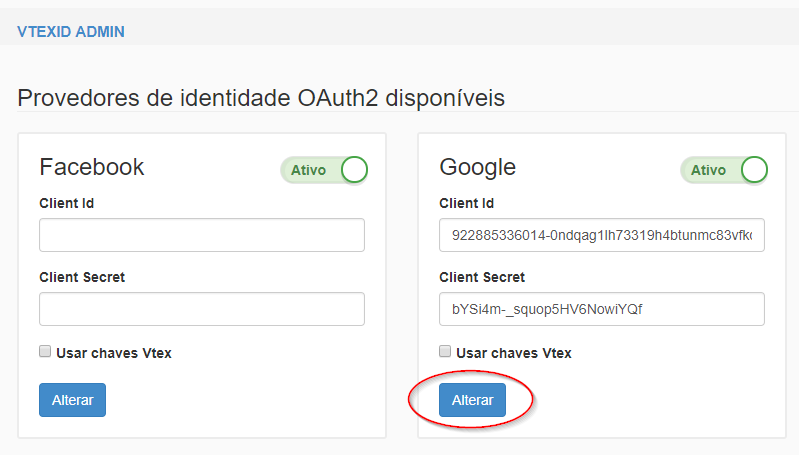 VTEXID ADMIN
Provedores de identidade OAuth2 disponíveis
Facebook
Ativo
Client Id
Client Secret
Usar chaves Vtex
Alterar
Google
Ativo
Client Id
922885336014-0ndqag1lh73319h4btunmc83vfkc
Client Secret
bYSi4m-_squop5HV6NowiYQf
Usar chaves Vtex
Alterar